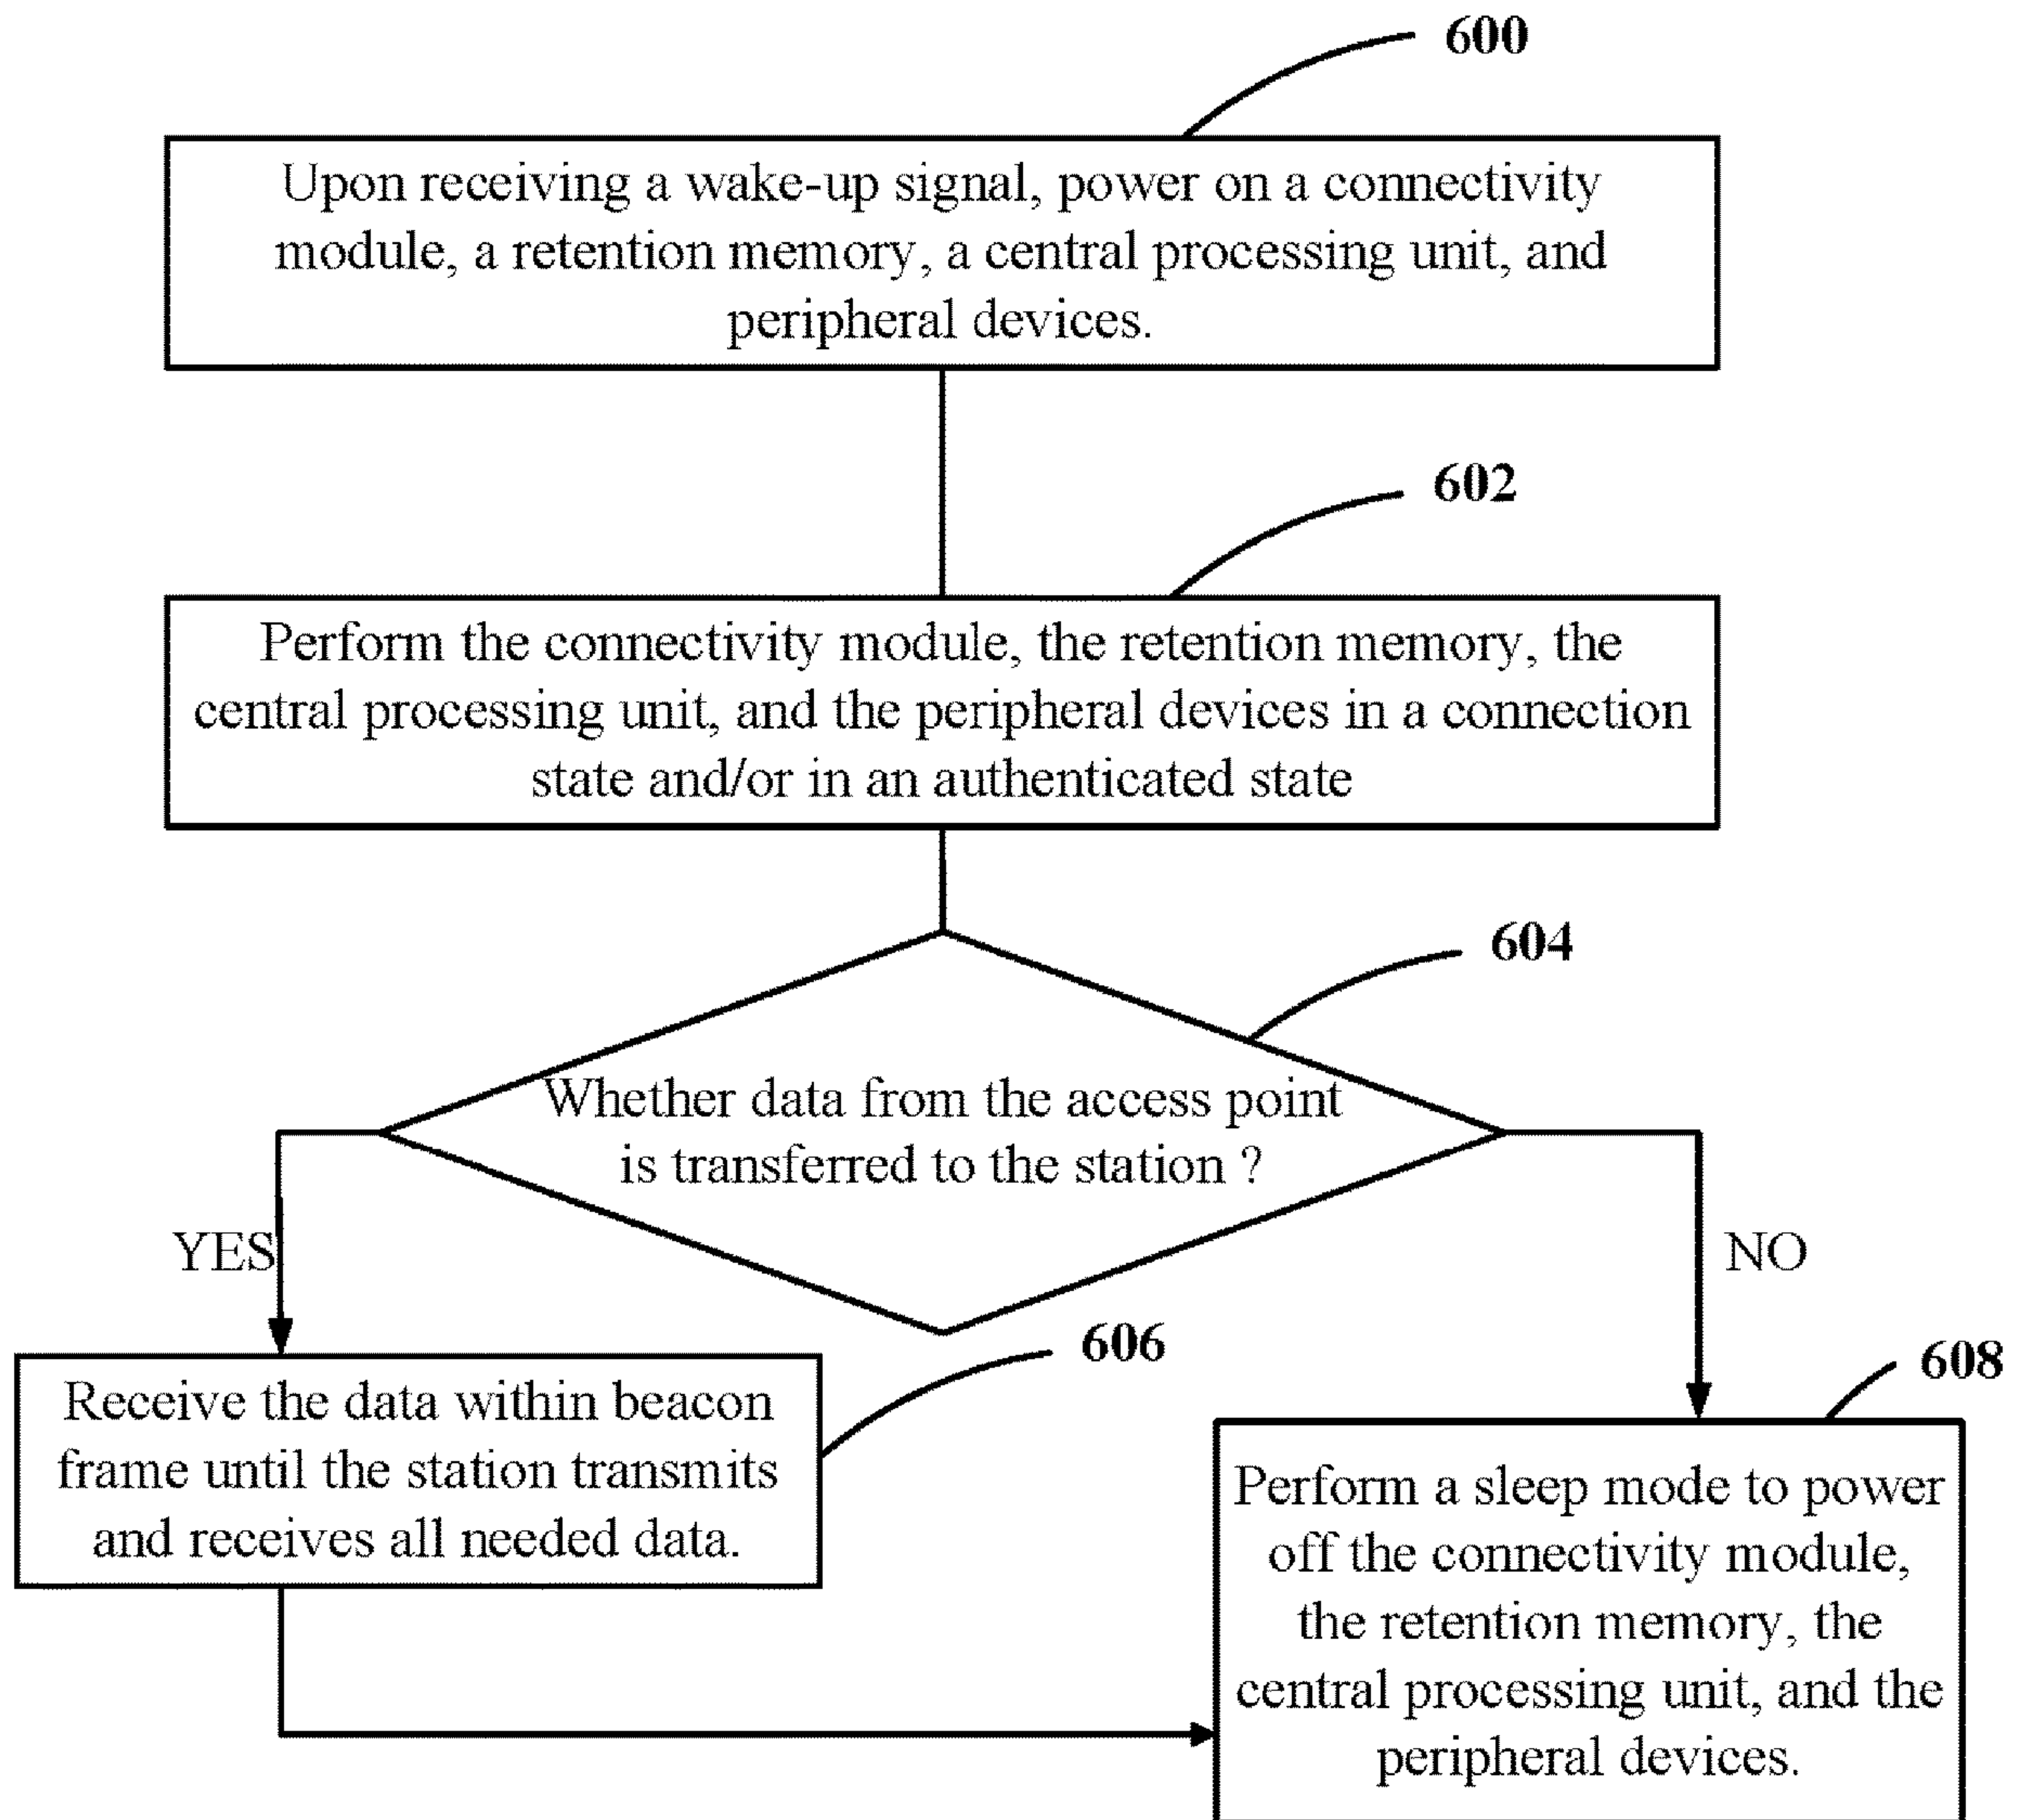 600
Upon receiving a wake-up signal, power on a connectivity
module, a retention memory, a central processing unit, and
peripheral devices.
602
Perform the connectivity module, the retention memory, the
central processing unit, and the peripheral devices in a connection
state and/or in an authenticated state
604
Whether data from the access point
is transferred to the station ?
YES
NO
606
Receive the data within beacon
frame until the station transmits
and receives all needed data.
608
Perform a sleep mode to power
off the connectivity module,
the retention memory, the
central processing unit, and the
peripheral devices.